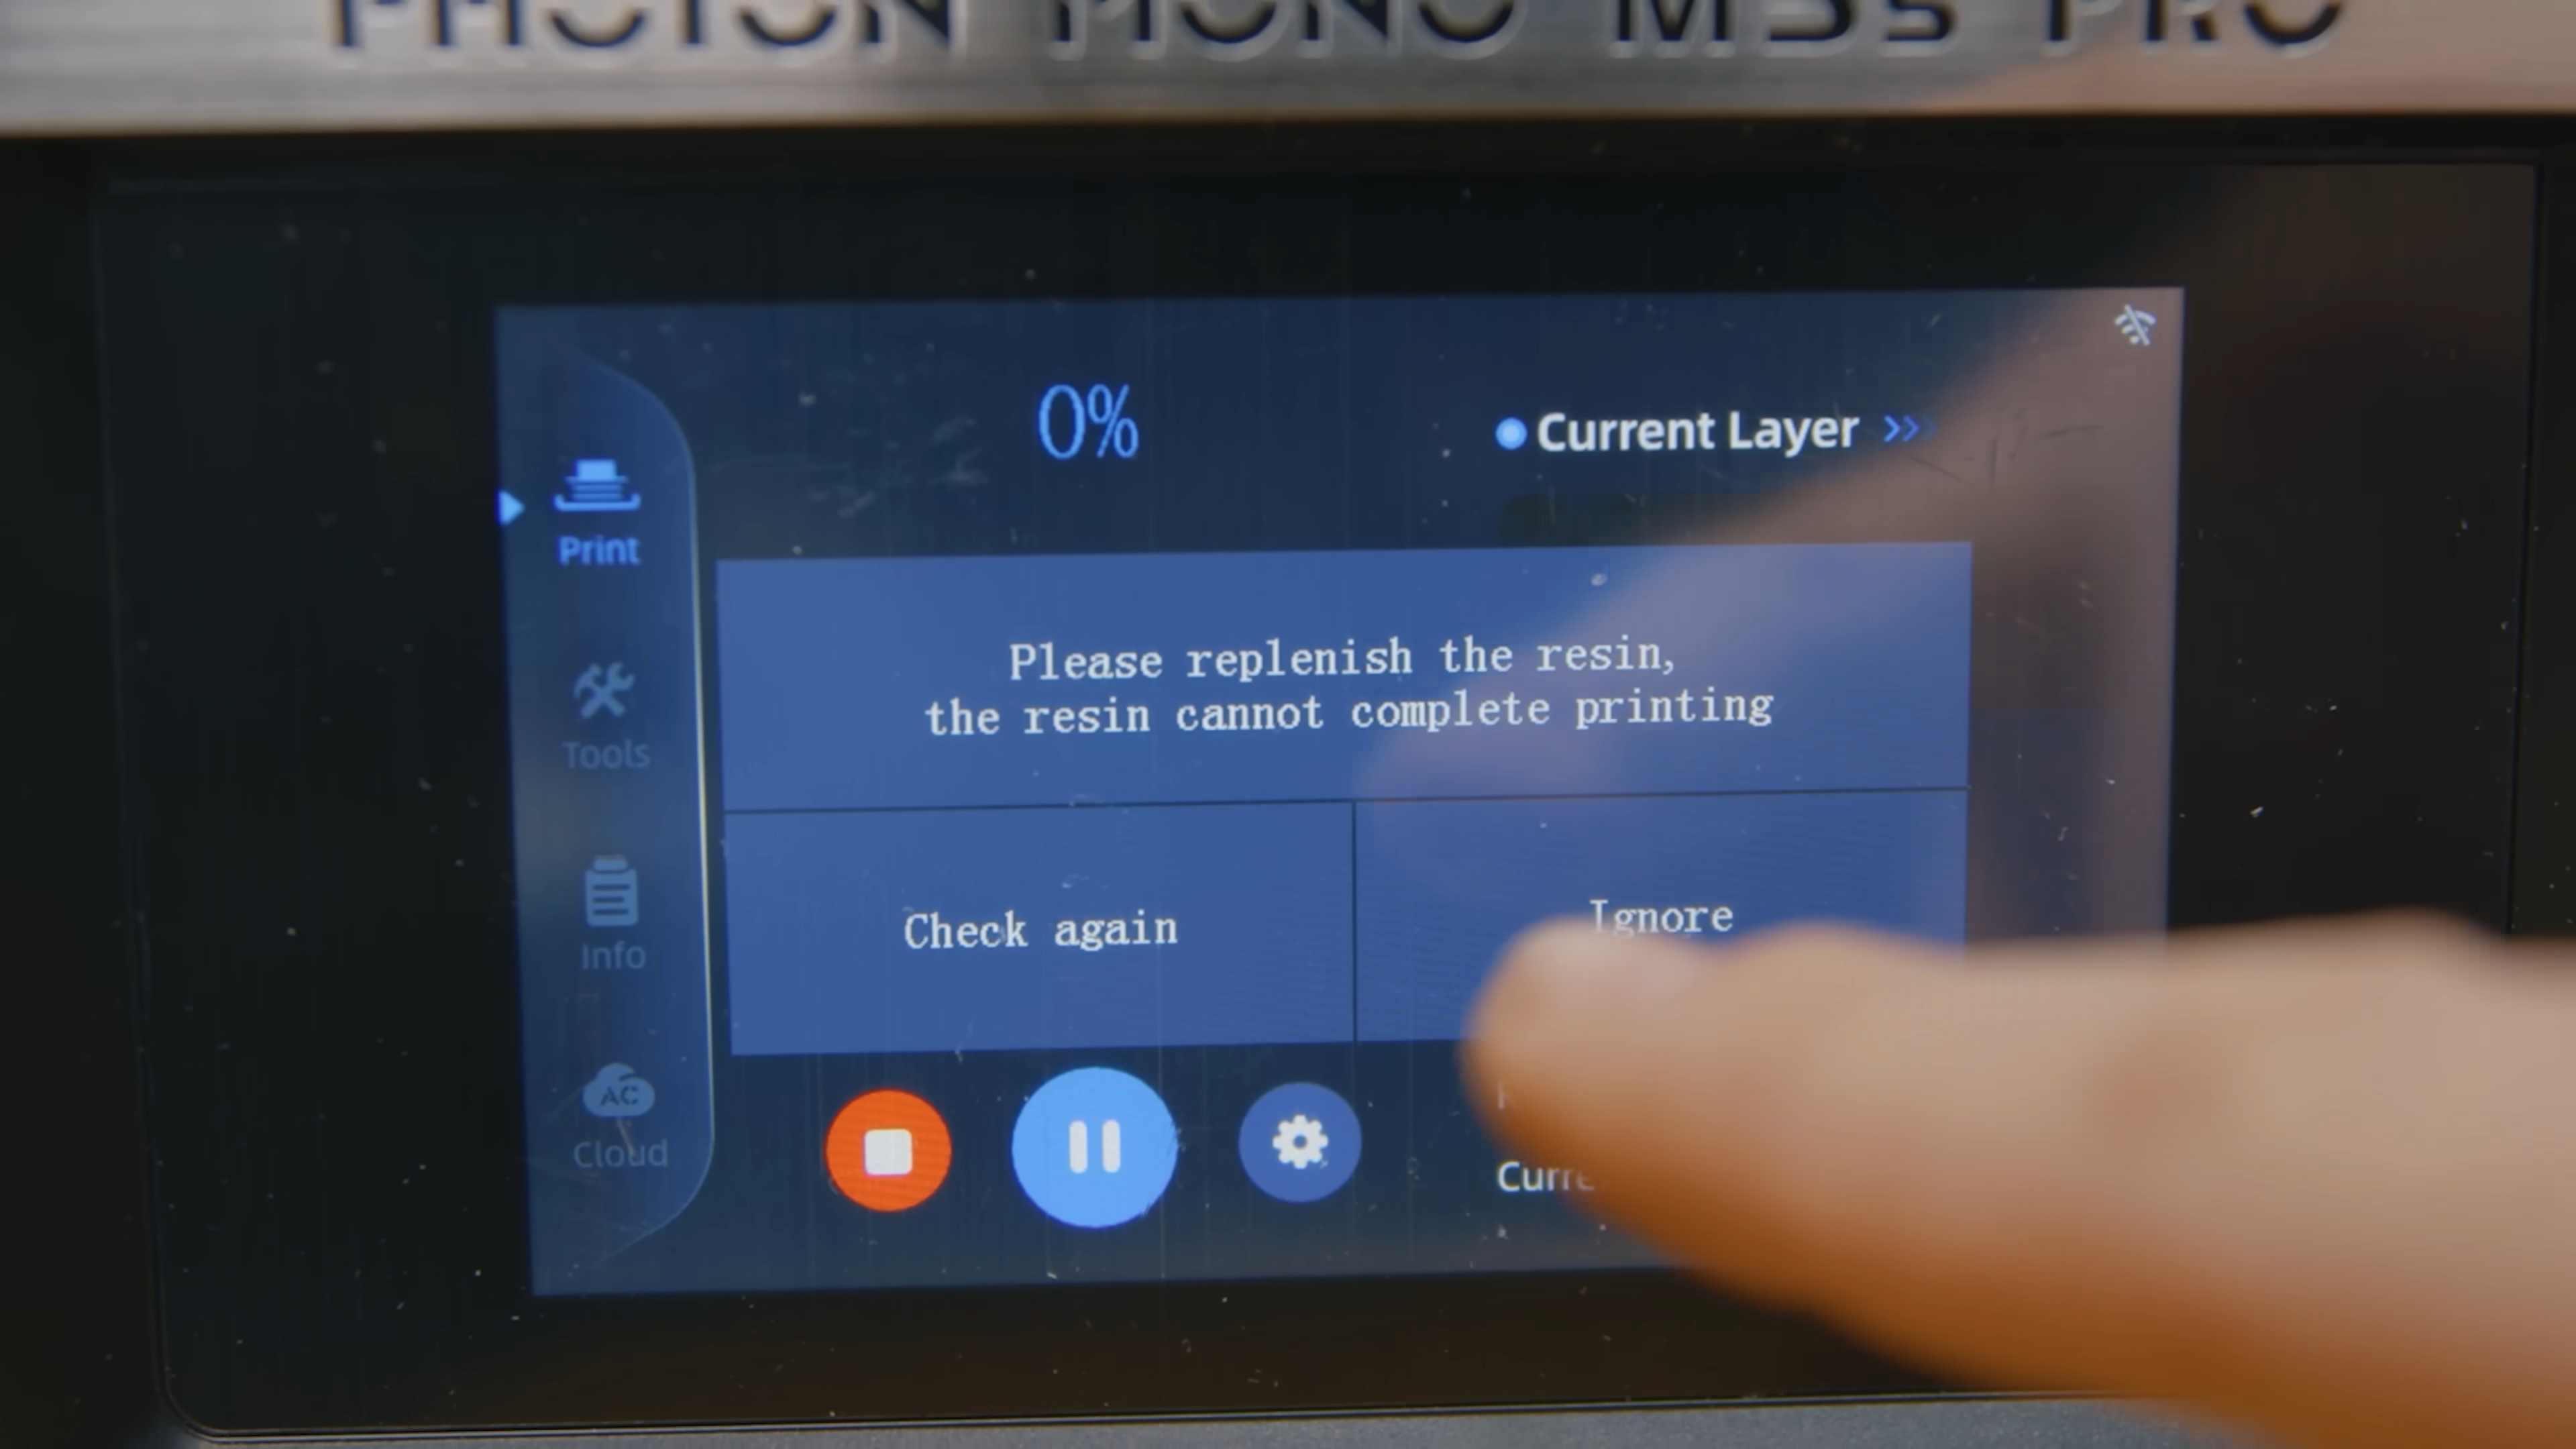 PHOTON MONO M5s PRO
0%
Current Layer
Print
Please replenish the resin,
the resin cannot complete printing
Tools
Check again
Ignore
Info
AC
Cloud